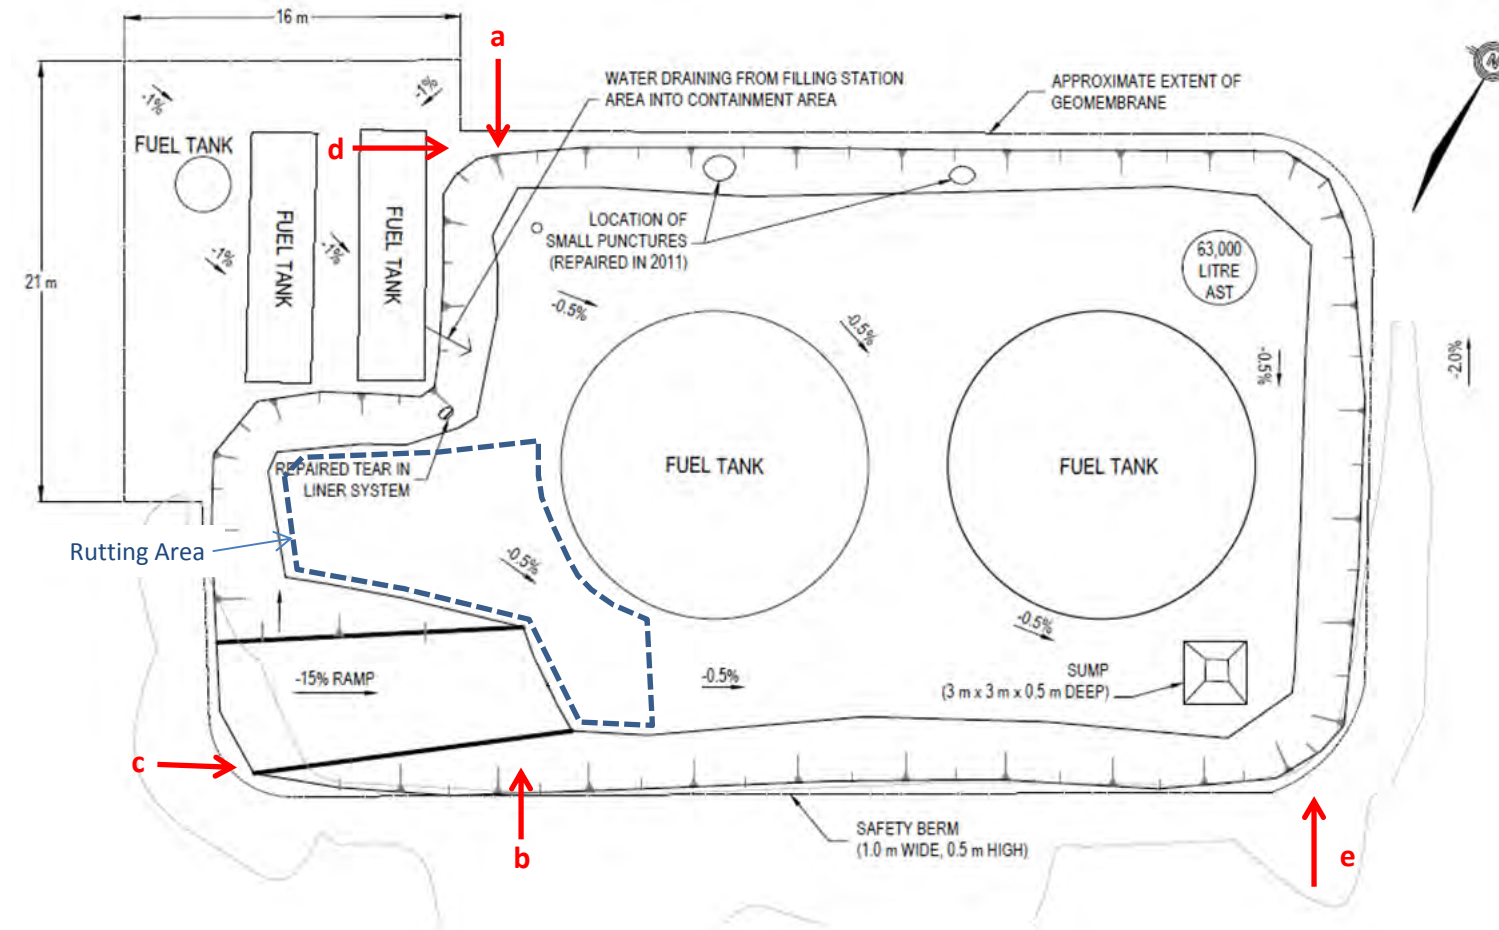 16 m
a
WATER DRAINING FROM FILLING STATION
AREA INTO CONTAINMENT AREA
APPROXIMATE EXTENT OF
GEOMEMBRANE
N
-1%
-1%
FUEL TANK
d
FUEL TANK
FUEL TANK
-1%
-1%
LOCATION OF
SMALL PUNCTURES
(REPAIRED IN 2011)
63,000
LITRE
AST
21 m
-0.5%
-0.5%
-0.5%
-2.0%
FUEL TANK
FUEL TANK
REPAIRED TEAR IN
LINER SYSTEM
Rutting Area
-0.5%
-0.5%
-15% RAMP
-0.5%
SUMP
(3 m x 3 m x 0.5 m DEEP)
c
b
SAFETY BERM
(1.0 m WIDE, 0.5 m HIGH)
e